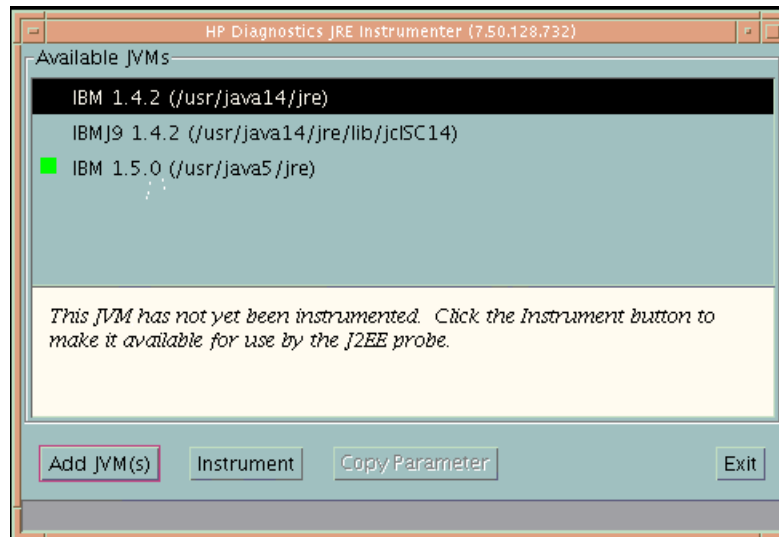 HP Diagnostics JRE Instrumenter (7.50.128.732)
Available JVMs
IBM 1.4.2 (/usr/java14/jre)
IBMJ9 1.4.2 (/usr/java14/jre/lib/jclSC14)
IBM 1.5.0 (/usr/java5/jre)
This JVM has not yet been instrumented.  Click the Instrument button to
make it available for use by the J2EE probe.
Add JVM(s) Instrument Copy Parameter Exit